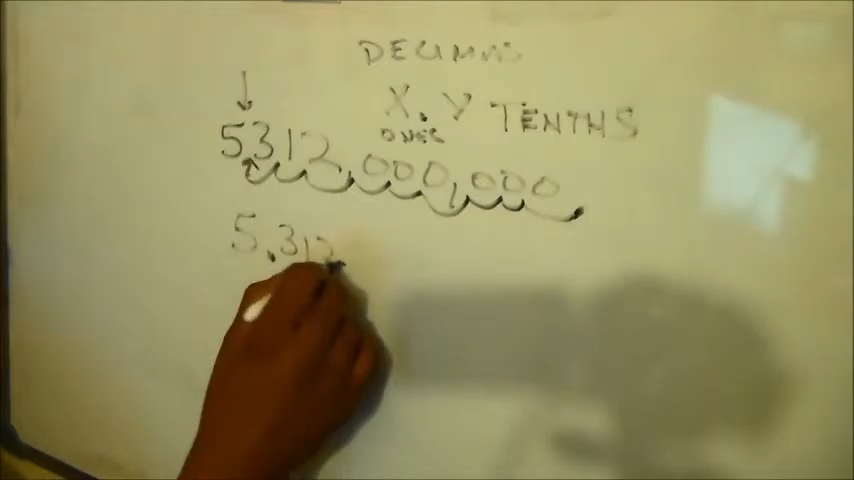 DECIMALS
X.Y TENTHS
ONES
5312,000,000
5.312